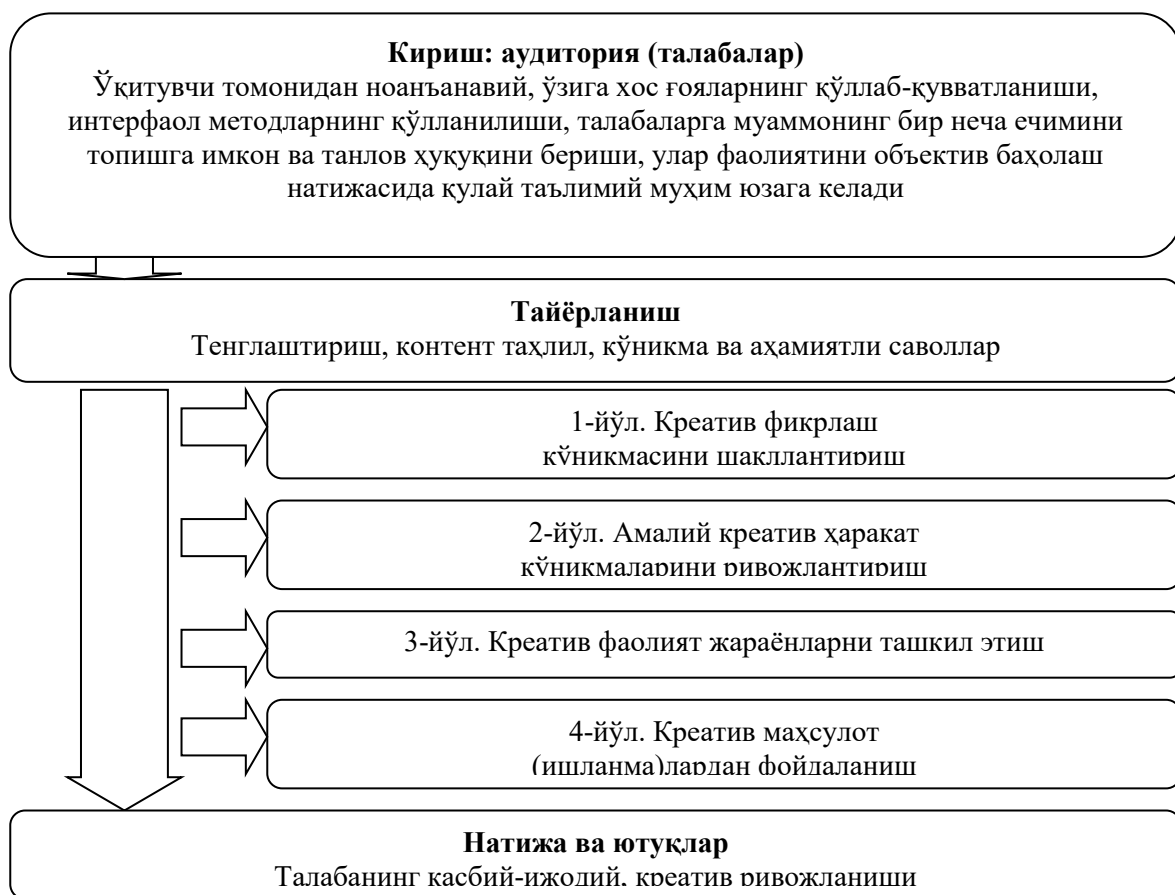 Кириш: аудитория (талабалар)
Ўқитувчи томонидан ноанъанавий, ўзига хос ғояларнинг қўллаб-қувватланиши,
интерфаол методларнинг қўлланилиши, талабаларга муаммонинг бир неча ечимини
топишга имкон ва танлов ҳуқуқини бериши, улар фаолиятини объектив баҳолаш
натижасида қулай таълимий муҳим юзага келади
Тайёрланиш
Тенглаштириш, контент таҳлил, кўникма ва аҳамиятли саволлар
1-йўл. Креатив фикрлаш
кўникмасини шакллантириш
2-йўл. Амалий креатив ҳаракат
кўникмаларини ривожлантириш
3-йўл. Креатив фаолият жараёнларни ташкил этиш
4-йўл. Креатив маҳсулот
(ишланма)лардан фойдаланиш
Натижа ва ютуқлар
Талабанинг касбий-ижодий, креатив ривожланиши